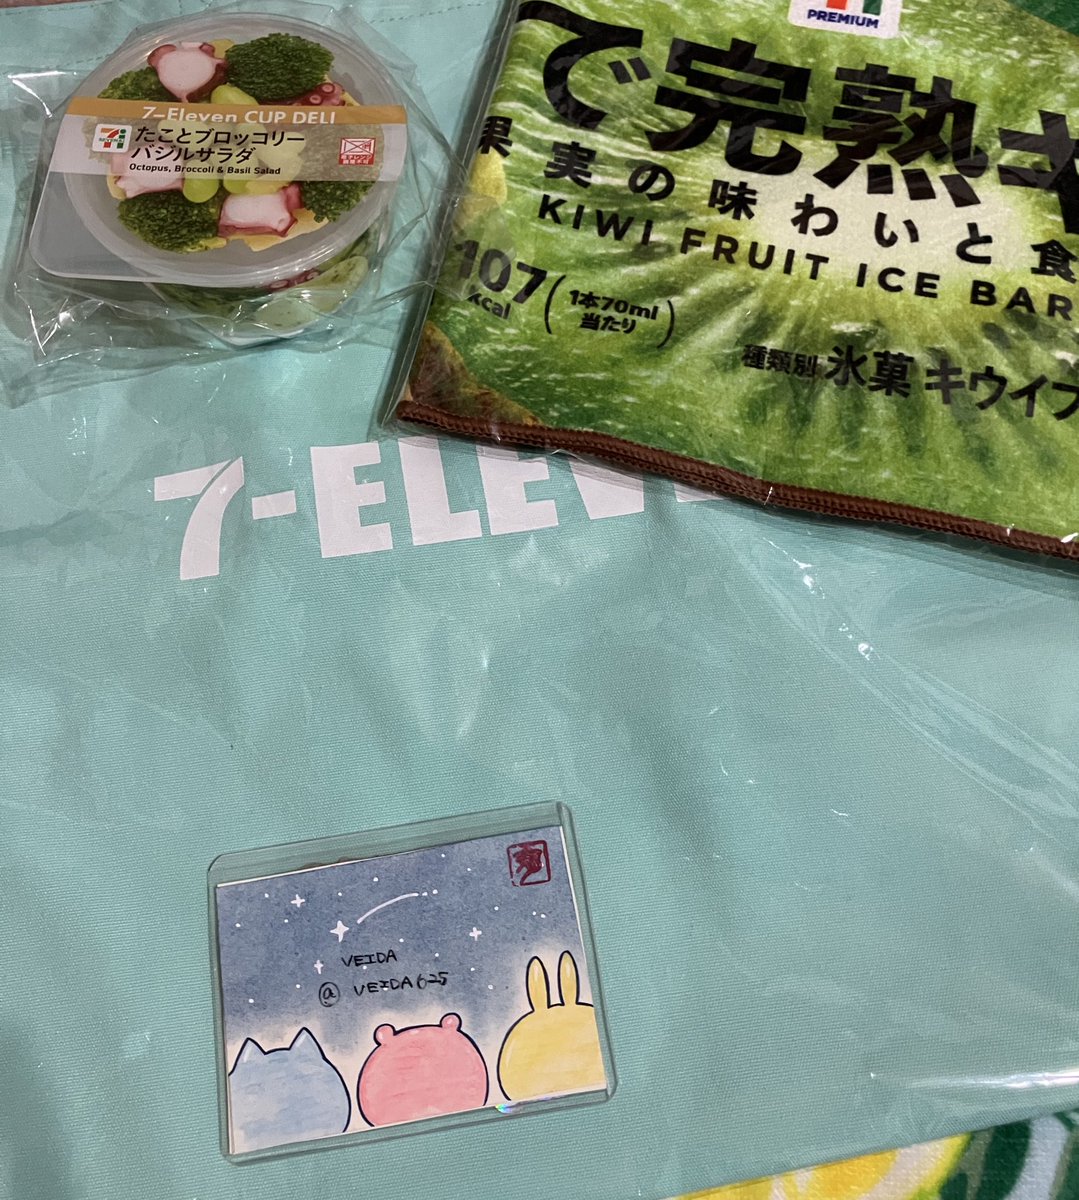 7-Eleven CUP DELI
たことブロッコリー
バジルサラダ
Octopus, Broccoli & Basil Salad
PREMIUM
で完熟キ
果実の味わいと食
KIWI FRUIT ICE BAR
107
kcal
(1本70ml
当たり)
種類別 氷菓 キウイフ
7-ELEV
VEIDA
@ VEIDA625